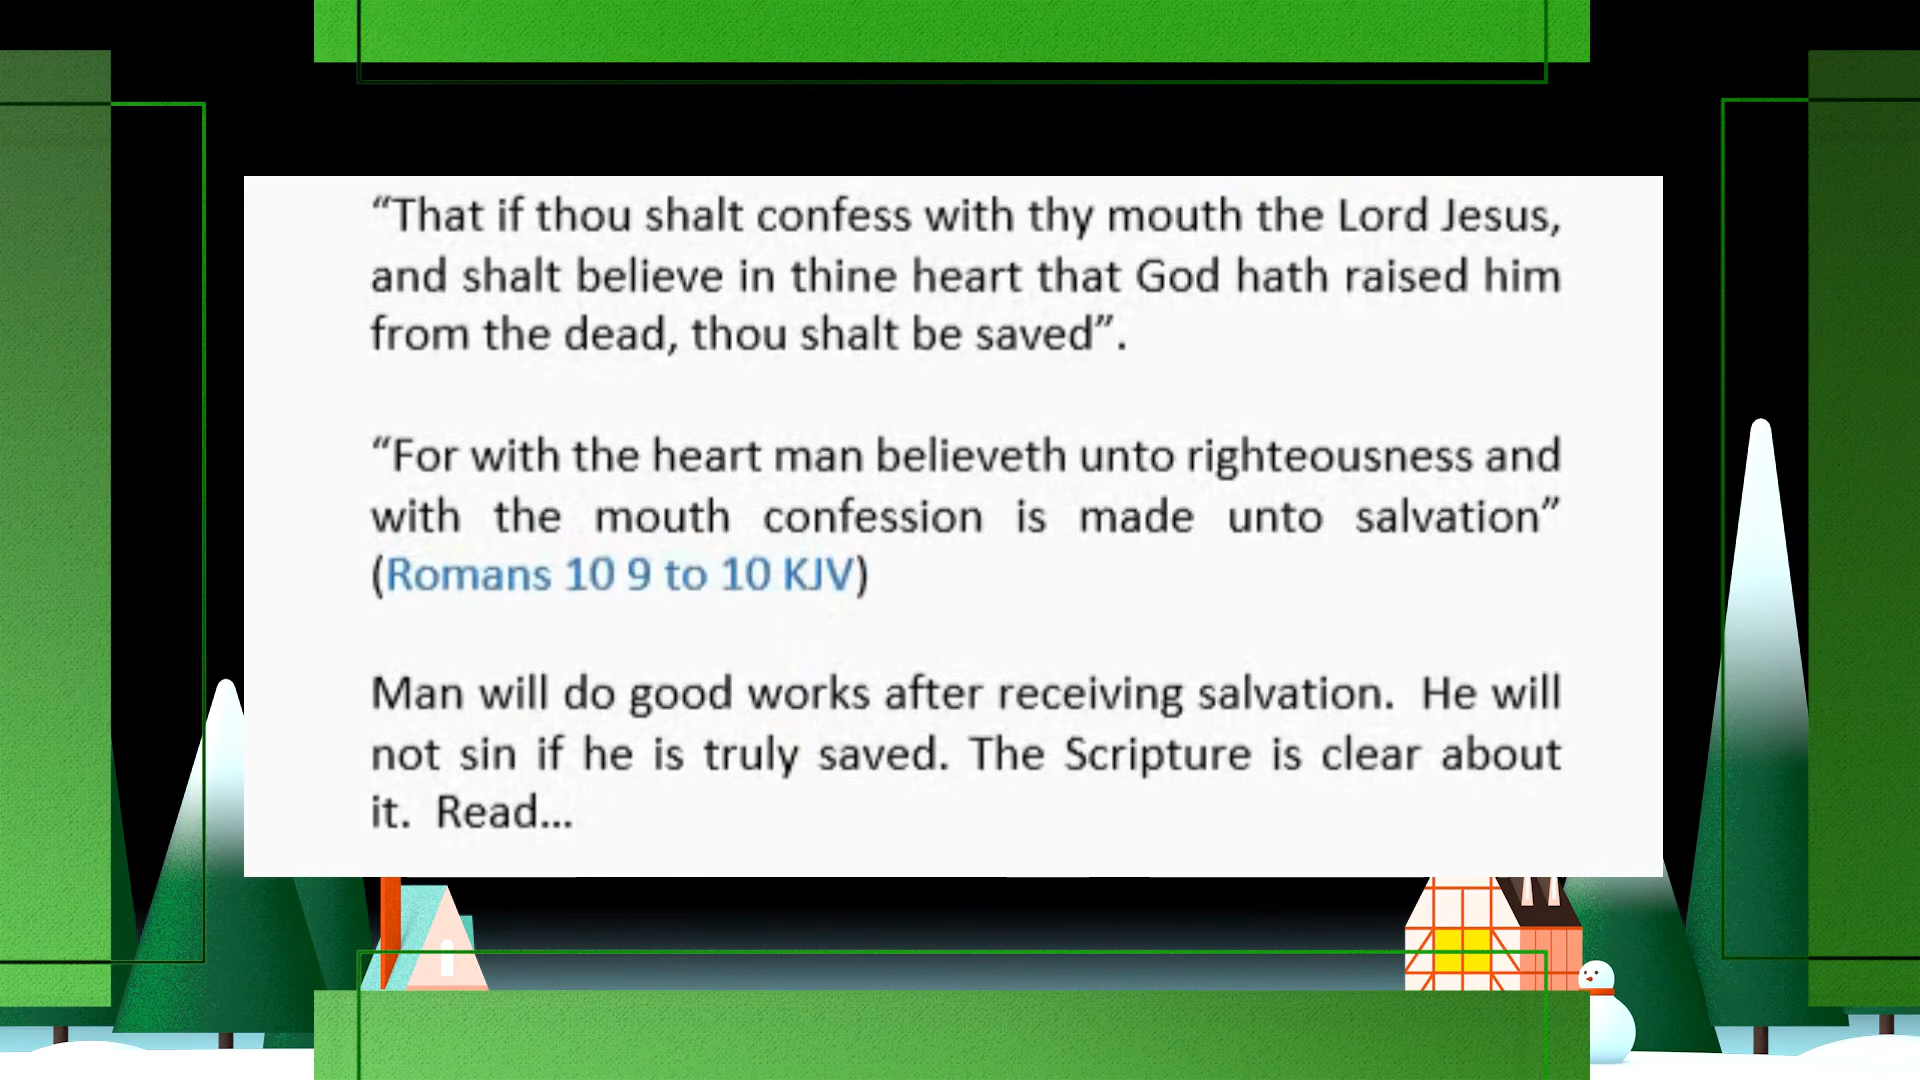 “That if thou shalt confess with thy mouth the Lord Jesus,
and shalt believe in thine heart that God hath raised him
from the dead, thou shalt be saved”.
“For with the heart man believeth unto righteousness and
with the mouth confession is made unto salvation”
(Romans 10 9 to 10 KJV)
Man will do good works after receiving salvation.  He will
not sin if he is truly saved. The Scripture is clear about
it.  Read...